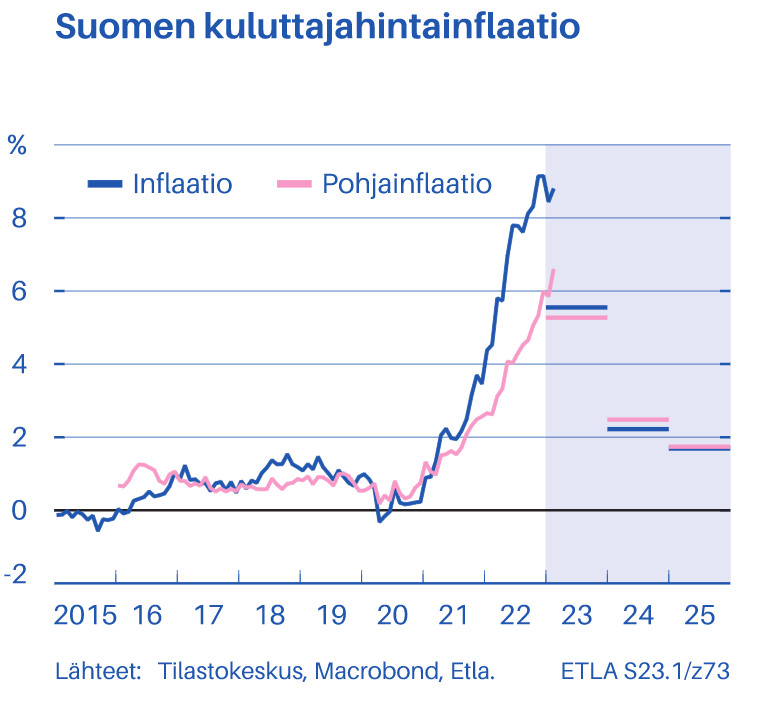 Suomen kuluttajahintainflaatio
%
Inflaatio Pohjainflaatio
8
6
4
2
0
-2
2015 16 17 18 19 20 21 22 23 24 25
Lähteet: Tilastokeskus, Macrobond, Etla. ETLA S23.1/z73